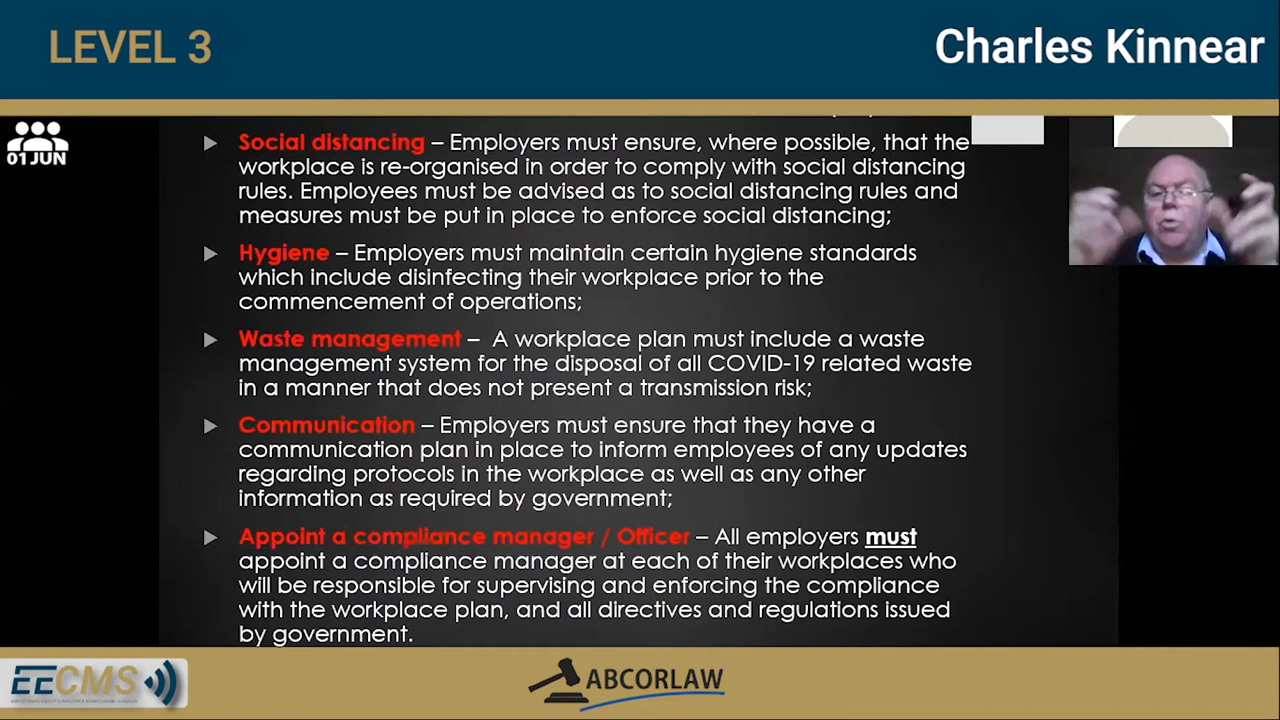 LEVEL 3
Charles Kinnear
01 JUN
Social distancing – Employers must ensure, where possible, that the
workplace is re-organised in order to comply with social distancing
rules. Employees must be advised as to social distancing rules and
measures must be put in place to enforce social distancing;
Hygiene – Employers must maintain certain hygiene standards
which include disinfecting their workplace prior to the
commencement of operations;
Waste management – A workplace plan must include a waste
management system for the disposal of all COVID-19 related waste
in a manner that does not present a transmission risk;
Communication – Employers must ensure that they have a
communication plan in place to inform employees of any updates
regarding protocols in the workplace as well as any other
information as required by government;
Appoint a compliance manager / Officer – All employers must
appoint a compliance manager at each of their workplaces who
will be responsible for supervising and enforcing the compliance
with the workplace plan, and all directives and regulations issued
by government.
EECMS
ABCORLAW